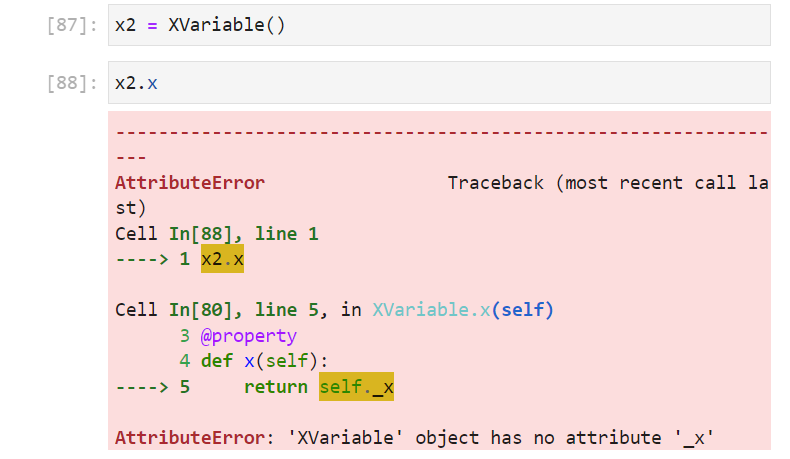 [87]: x2 = XVariable()
[88]: x2.x
---------------------------------------------------------------------------
AttributeError                 Traceback (most recent call la
st)
Cell In[88], line 1
----> 1 x2.x
Cell In[80], line 5, in XVariable.x(self)
      3 @property
      4 def x(self):
----> 5     return self._x
AttributeError: 'XVariable' object has no attribute '_x'